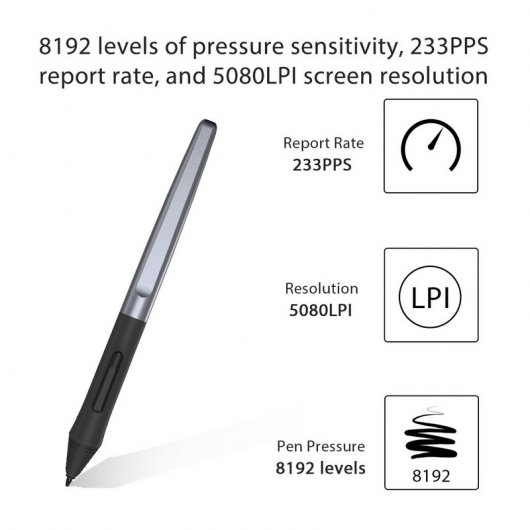 8192 levels of pressure sensitivity, 233PPS
report rate, and 5080LPI screen resolution
Report Rate
233PPS
Resolution
5080LPI
LPI
Pen Pressure
8192 levels
8192